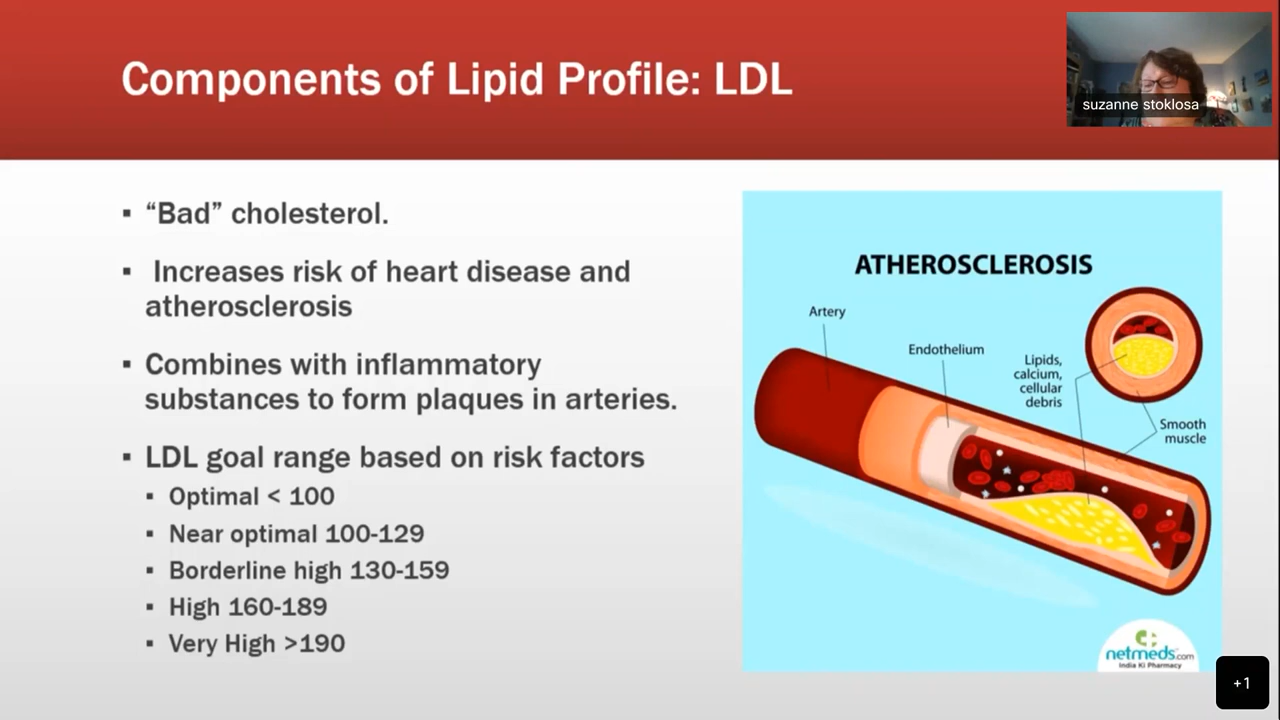 Components of Lipid Profile: LDL
suzanne stoklosa
▪ “Bad” cholesterol.
▪ Increases risk of heart disease and
atherosclerosis
▪ Combines with inflammatory
substances to form plaques in arteries.
▪ LDL goal range based on risk factors
▪ Optimal < 100
▪ Near optimal 100-129
▪ Borderline high 130-159
▪ High 160-189
▪ Very High >190
ATHEROSCLEROSIS
Artery
Endothelium
Lipids,
calcium,
cellular
debris
Smooth
muscle
netmeds.com
India Ki Pharmacy
+1